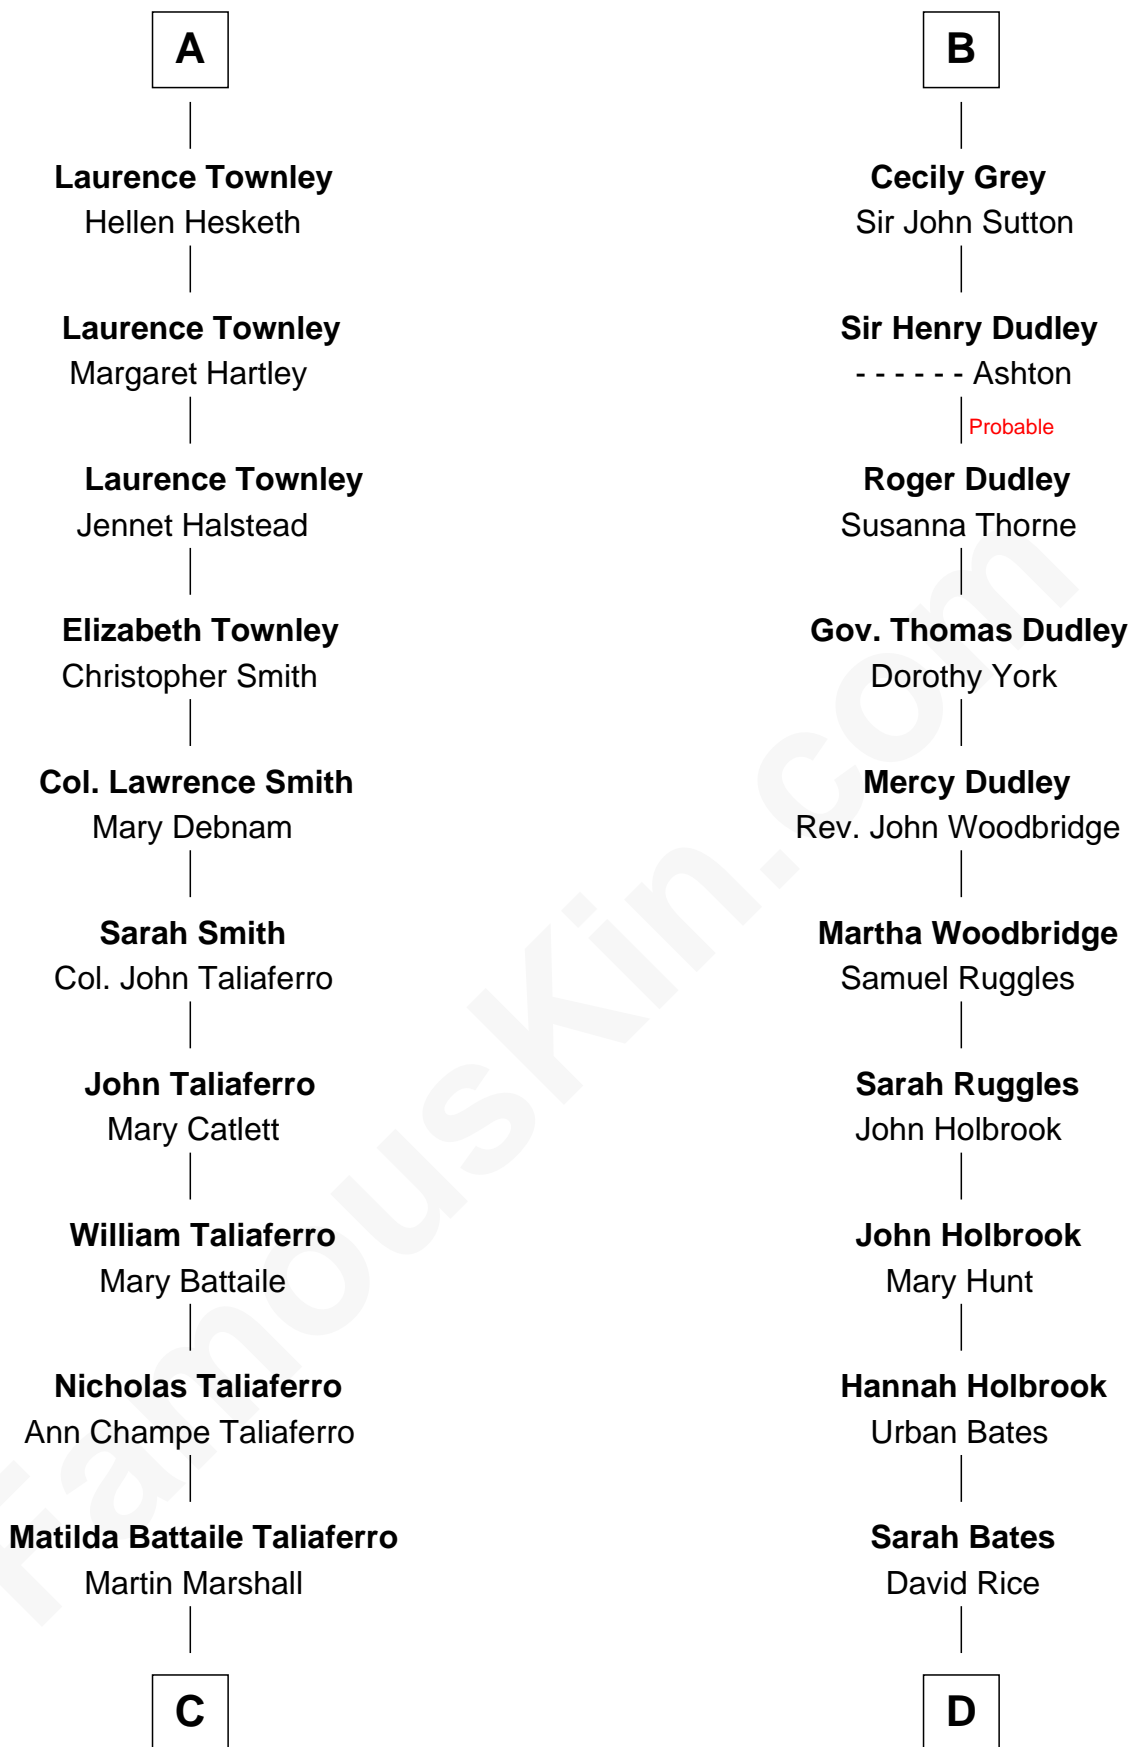 A
Laurence Townley
Hellen Hesketh
Laurence Townley
Margaret Hartley
Laurence Townley
Jennet Halstead
Elizabeth Townley
Christopher Smith
Col. Lawrence Smith
Mary Debnam
Sarah Smith
Col. John Taliaferro
John Taliaferro
Mary Catlett
William Taliaferro
Mary Battaile
Nicholas Taliaferro
Ann Champe Taliaferro
Matilda Battaile Taliaferro
Martin Marshall
C
B
Cecily Grey
Sir John Sutton
Sir Henry Dudley
- - - - - - Ashton
Probable
Roger Dudley
Susanna Thorne
Gov. Thomas Dudley
Dorothy York
Mercy Dudley
Rev. John Woodbridge
Martha Woodbridge
Samuel Ruggles
Sarah Ruggles
John Holbrook
John Holbrook
Mary Hunt
Hannah Holbrook
Urban Bates
Sarah Bates
David Rice
D
FamousKin.com